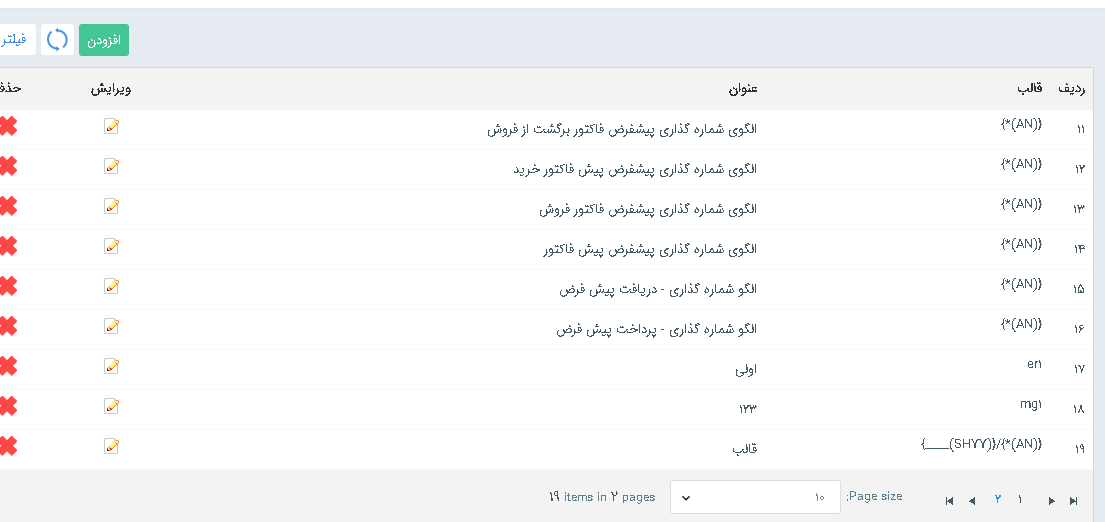 افزودن فیلتر
ردیف قالب عنوان ویرایش حذف
۱۱ {(AN)*} الگوی شماره گذاری پیشفرض فاکتور برگشت از فروش
۱۲ {(AN)*} الگوی شماره گذاری پیشفرض پیش فاکتور خرید
۱۳ {(AN)*} الگوی شماره گذاری پیشفرض فاکتور فروش
۱۴ {(AN)*} الگوی شماره گذاری پیشفرض پیش فاکتور
۱۵ {(AN)*} الگو شماره گذاری - دریافت پیش فرض
۱۶ {(AN)*} الگو شماره گذاری - پرداخت پیش فرض
۱۷ er۱ اولی
۱۸ mg۱ ۱۲۳
۱۹ {____(SHYY)}/{*(AN)} قالب
۱ ۲ Page size: ۱۰ ۱۹ items in ۲ pages